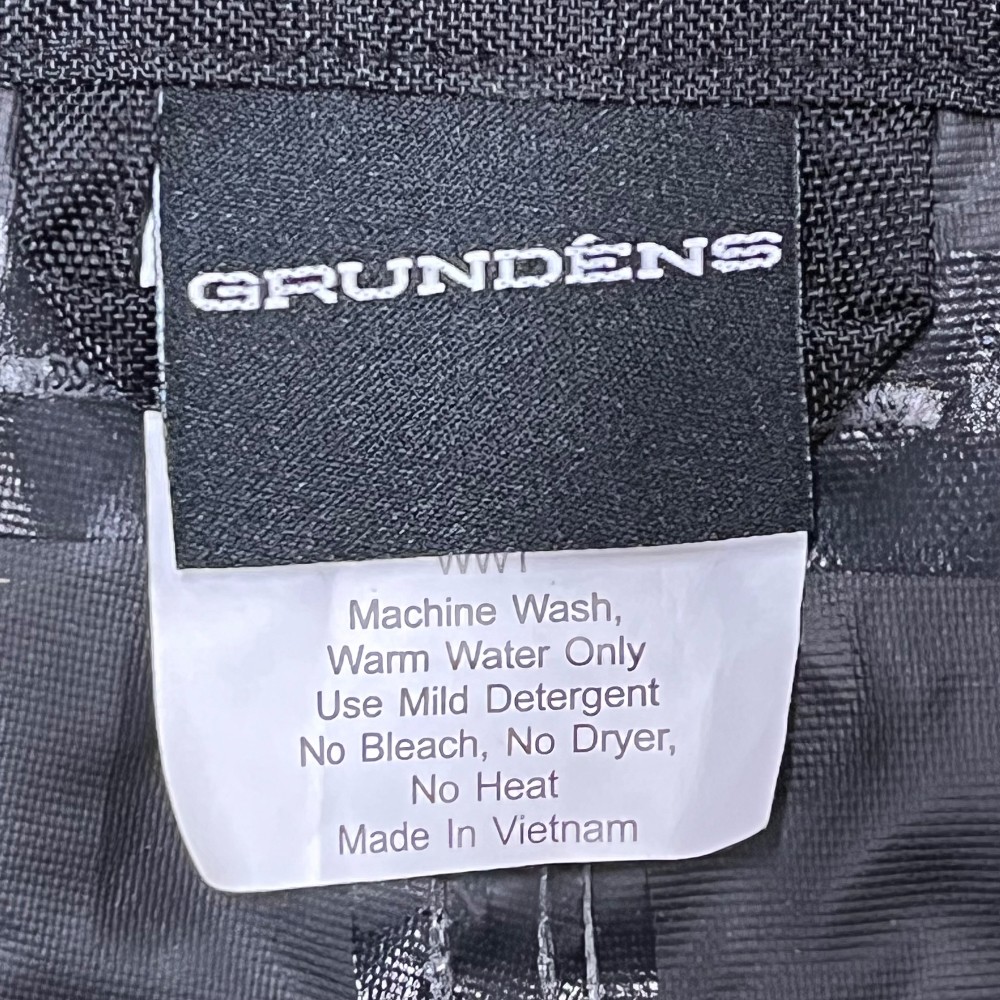 GRUNDÉNS
Machine Wash,
Warm Water Only
Use Mild Detergent
No Bleach, No Dryer,
No Heat
Made In Vietnam